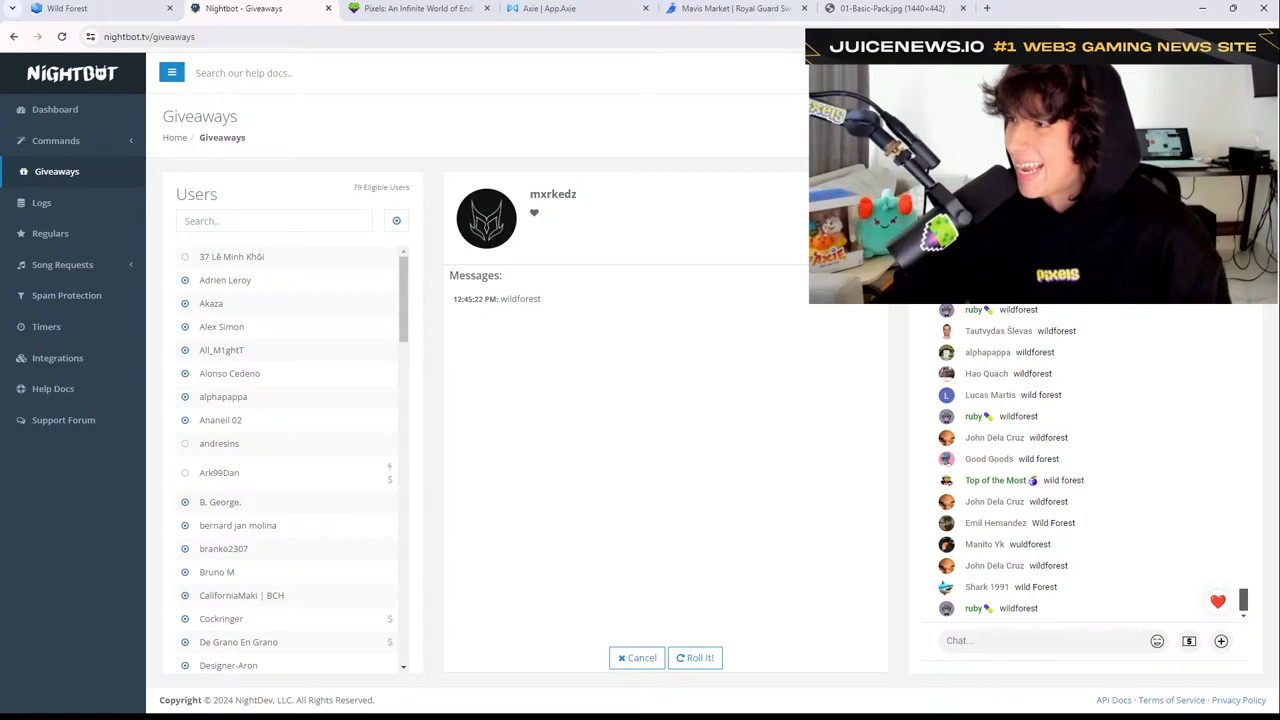 Wild Forest
Nightbot - Giveaways
Pixels: An Infinite World of Endl
Axie | App.Axie
Mavis Market | Royal Guard Sw
01-Basic-Pack.jpg (1440×442)
nightbot.tv/giveaways
JUICENEWS.IO #1 WEB3 GAMING NEWS SITE
NiGHTBOT
Search our help docs..
Dashboard
Commands
Giveaways
Logs
Regulars
Song Requests
Spam Protection
Timers
Integrations
Help Docs
Support Forum
Giveaways
Home / Giveaways
Users
79 Eligible Users
Search..
37 Lê Minh Khôi
Adrien Leroy
Akaza
Alex Simon
All_M1ghtT
Alonso Cedeno
alphapappa
Ananeil 02
andresins
Ark99Dan
$
B. George.
bernard jan molina
branko2307
Bruno M
CaliforniaMaki | BCH
Cockringer $
De Grano En Grano $
Designer-Aron
mxrkedz
Messages:
12:45:22 PM: wildforest
Cancel
Roll It!
pixels
AXIE
pixels
ruby wildforest
Tautvydas Šlevas wildforest
alphapappa wildforest
Hao Quach wildforest
L Lucas Martis wild forest
ruby wildforest
John Dela Cruz wildforest
Good Goods wild forest
Top of the Most wild forest
John Dela Cruz wildforest
Emil Hernandez Wild Forest
Manito Yk wuldforest
John Dela Cruz wildforest
Shark 1991 wild Forest
ruby wildforest
Chat...
Copyright © 2024 NightDev, LLC. All Rights Reserved.
API Docs · Terms of Service · Privacy Policy